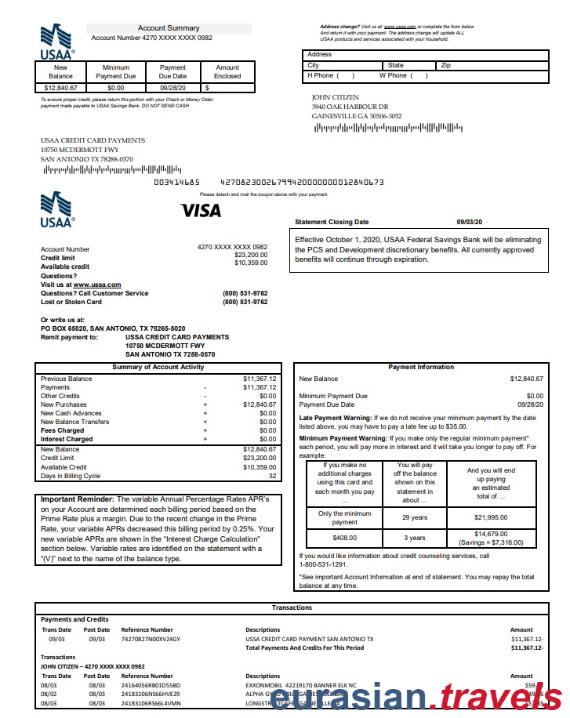 Account Summary
Account Number 4270 XXXX XXXX 0982
USAA®
New Balance Minimum Payment Due Payment Due Date Amount Enclosed
$12,840.67 $0.00 09/28/20 $
To ensure proper credit, please return this portion with your Check or Money Order
payment made payable to USAA Savings Bank. DO NOT SEND CASH.
Address change? Visit us at www.usaa.com or complete the form below
And return it with your payment. The address change will update ALL
USAA products and services associated with your household.
Address
City State Zip
H Phone ( ) W Phone ( )
JOHN CITIZEN
3940 OAK HARBOUR DR
GAINESVILLE GA 30506-3052
USAA CREDIT CARD PAYMENTS
10750 MCDERMOTT FWY
SAN ANTONIO TX 78288-0570
Please detach and mail the coupon above with your payment.
USAA®
VISA
Statement Closing Date 09/03/20
Effective October 1, 2020, USAA Federal Savings Bank will be eliminating
the PCS and Development discretionary benefits. All currently approved
benefits will continue through expiration.
Account Number 4270 XXXX XXXX 0982
Credit limit $23,200.00
Available credit $10,359.00
Questions?
Visit us at www.ussa.com
Questions? Call Customer Service (800) 531-9762
Lost or Stolen Card (800) 531-9762
Or write us at:
PO BOX 65020, SAN ANTONIO, TX 78265-5020
Remit payment to: USSA CREDIT CARD PAYMENTS
10750 MCDERMOTT FWY
SAN ANTONIO TX 7288-0570
Summary of Account Activity
Previous Balance $11,367.12
Payments - $11,367.12
Other Credits - $0.00
New Purchases + $12,840.67
New Cash Advances + $0.00
New Balance Transfers + $0.00
Fees Charged + $0.00
Interest Charged + $0.00
New Balance $12,840.67
Credit Limit $23,200.00
Available Credit $10,359.00
Days in Billing Cycle 32
Important Reminder: The variable Annual Percentage Rates APR's
on your Account are determined each billing period based on the
Prime Rate plus a margin. Due to the recent change in the Prime
Rate, your variable APRs decreased this billing period by 0.25%. Your
new variable APRs are shown in the "Interest Charge Calculation"
section below. Variable rates are identified on the statement with a
"(V)" next to the name of the balance type.
Payment Information
New Balance $12,840.67
Minimum Payment Due $0.00
Payment Due Date 09/28/20
Late Payment Warning: If we do not receive your minimum payment by the date
listed above, you may have to pay a late fee up to $35.00.
Minimum Payment Warning: If you make only the regular minimum payment*
each period, you will pay more in interest and it will take you longer to pay off. For
example:
If you make no additional charges using this card and each month you pay ...
You will pay off the balance shown on this statement in about ...
And you will end up paying an estimated total of ...
Only the minimum payment 29 years $21,995.00
$408.00 3 years $14,679.00 (Savings = $7,316.00)
If you would like information about credit counseling services, call
1-800-531-1291.
*See important Account Information at end of statement. You may repay the total
balance at any time.
Transactions
Payments and Credits
Trans Date Post Date Reference Number Descriptions Amount
09/03 09/03 74270827N00XV24GY USSA CREDIT CARD PAYMENT SAN ANTONIO TX $11,367.12-
Total Payments And Credits For This Period $11,367.12-
Transactions
JOHN CITIZEN – 4270 XXXX XXXX 0982
Trans Date Post Date Reference Number Descriptions Amount
08/03 08/03 24164056RB01D55BD EXXONMOBIL 42219170 BANNER ELK NC
08/02 08/03 24183106N566HVE29 ALPHA
08/03 08/03 24183106RS66L4VMN
eurasian.travels